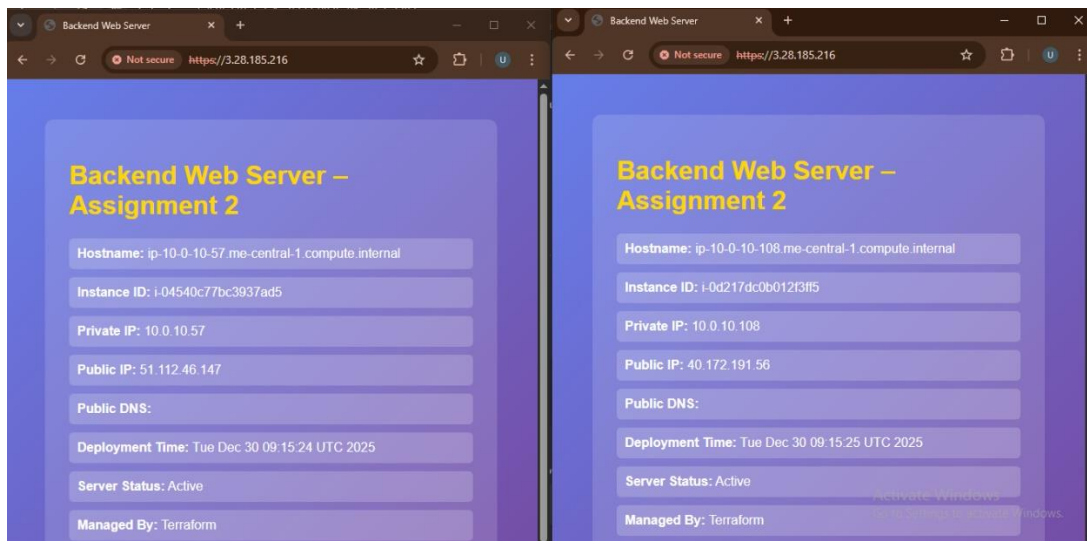 Backend Web Server
Not secure https://3.28.185.216
U
Backend Web Server –
Assignment 2
Hostname: ip-10-0-10-57.me-central-1.compute.internal
Instance ID: i-04540c77bc3937ad5
Private IP: 10.0.10.57
Public IP: 51.112.46.147
Public DNS:
Deployment Time: Tue Dec 30 09:15:24 UTC 2025
Server Status: Active
Managed By: Terraform
Backend Web Server
Not secure https://3.28.185.216
U
Backend Web Server –
Assignment 2
Hostname: ip-10-0-10-108.me-central-1.compute.internal
Instance ID: i-0d217dc0b012f3ff5
Private IP: 10.0.10.108
Public IP: 40.172.191.56
Public DNS:
Deployment Time: Tue Dec 30 09:15:25 UTC 2025
Server Status: Active
Managed By: Terraform
Activate Windows
Go to Settings to activate Windows.